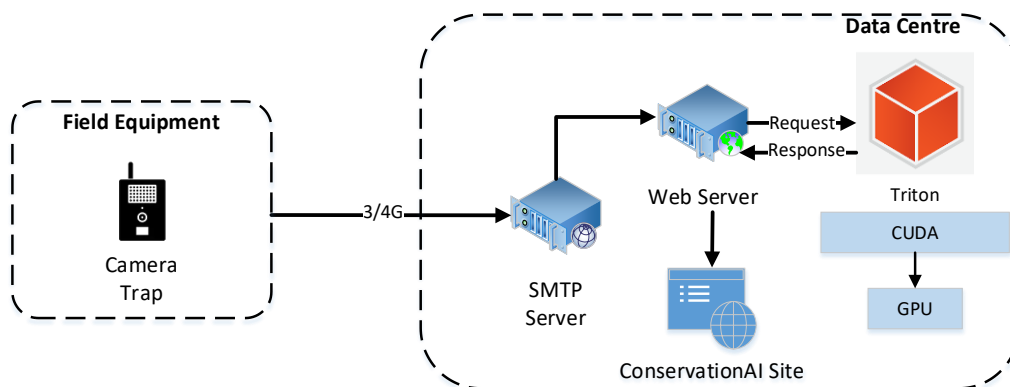 Data Centre
Field Equipment
Camera
Trap
3/4G
SMTP
Server
Web Server
Request
Response
Triton
CUDA
GPU
ConservationAI Site